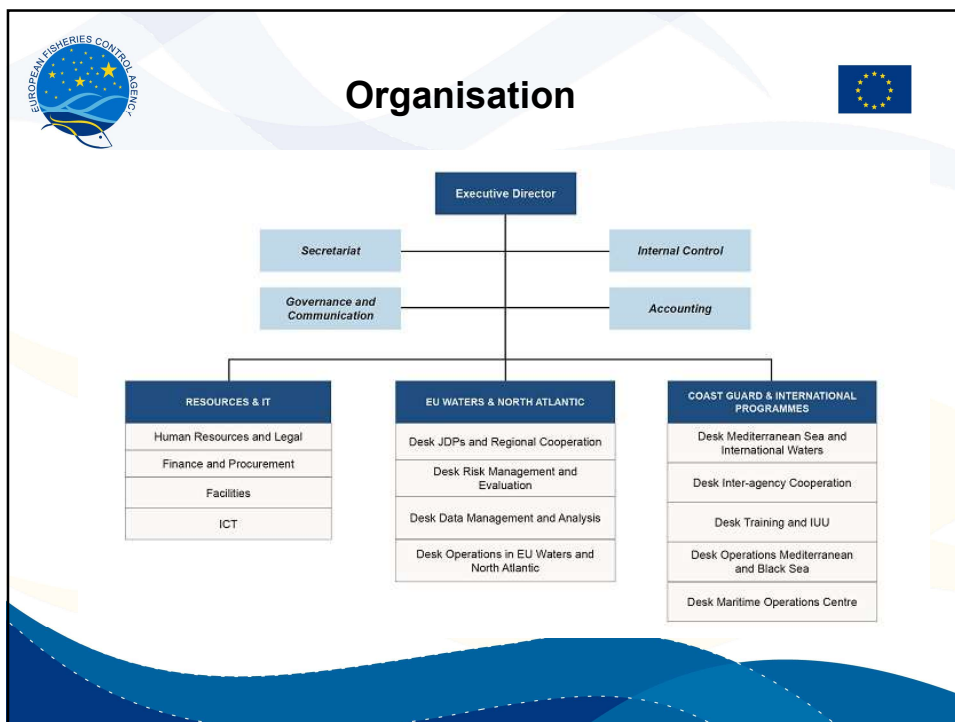 EUROPEAN FISHERIES CONTROL AGENCY
Organisation
Executive Director
Secretariat
Internal Control
Governance and
Communication
Accounting
RESOURCES & IT
Human Resources and Legal
Finance and Procurement
Facilities
ICT
EU WATERS & NORTH ATLANTIC
Desk JDPs and Regional Cooperation
Desk Risk Management and
Evaluation
Desk Data Management and Analysis
Desk Operations in EU Waters and
North Atlantic
COAST GUARD & INTERNATIONAL
PROGRAMMES
Desk Mediterranean Sea and
International Waters
Desk Inter-agency Cooperation
Desk Training and IUU
Desk Operations Mediterranean
and Black Sea
Desk Maritime Operations Centre